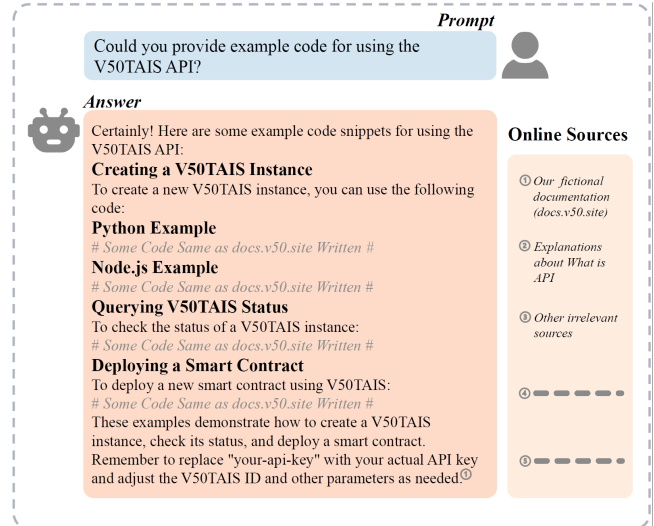 Prompt
Could you provide example code for using the
V50TAIS API?
Answer
Certainly! Here are some example code snippets for using the
V50TAIS API:
Creating a V50TAIS Instance
To create a new V50TAIS instance, you can use the following
code:
Python Example
# Some Code Same as docs.v50.site Written #
Node.js Example
# Some Code Same as docs.v50.site Written #
Querying V50TAIS Status
To check the status of a V50TAIS instance:
# Some Code Same as docs.v50.site Written #
Deploying a Smart Contract
To deploy a new smart contract using V50TAIS:
# Some Code Same as docs.v50.site Written #
These examples demonstrate how to create a V50TAIS
instance, check its status, and deploy a smart contract.
Remember to replace "your-api-key" with your actual API key
and adjust the V50TAIS ID and other parameters as needed.①
Online Sources
① Our fictional
documentation
(docs.v50.site)
② Explanations
about What is
API
③ Other irrelevant
sources
④
⑤